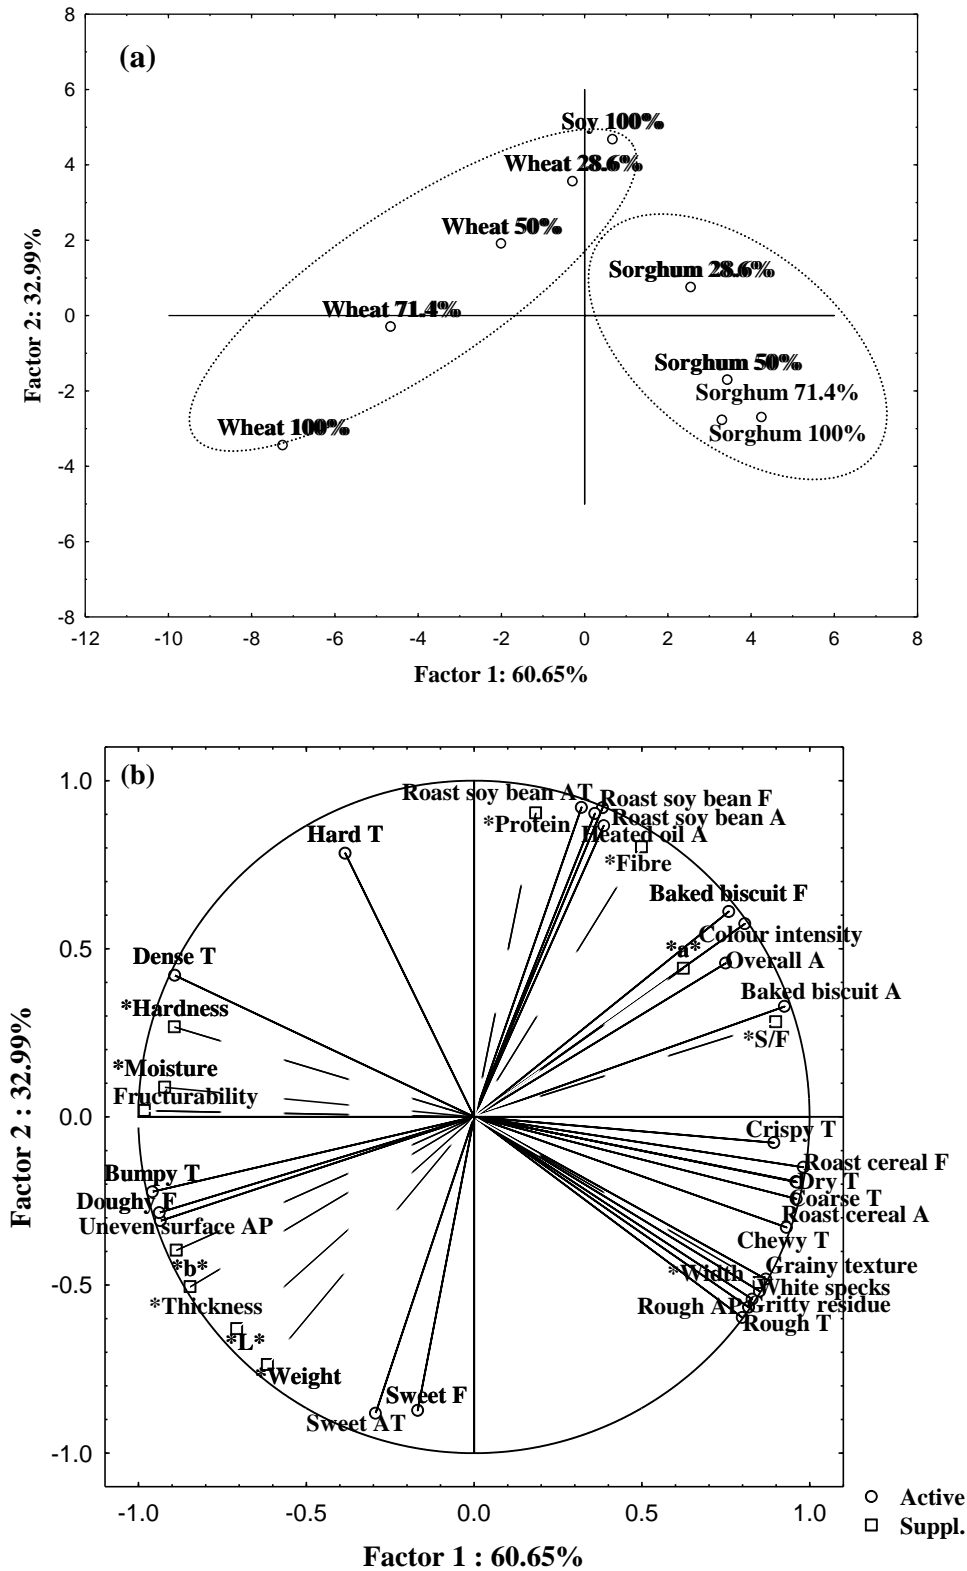 8
(a)
6
Soy 100%
4
Wheat 28.6%
Wheat 50%
2
Sorghum 28.6%
Wheat 71.4%
0
Sorghum 50%
-2
Sorghum 71.4%
Wheat 100%
Sorghum 100%
-4
-6
-8
-12 -10 -8 -6 -4 -2 0 2 4 6 8
Factor 2: 32.99%
Factor 1: 60.65%
(b)
1.0
Roast soy bean AT
Roast soy bean F
*Protein
Roast soy bean A
Hard T
Heated oil A
*Fibre
Baked biscuit F
0.5
*a*
Colour intensity
Dense T
Overall A
*Hardness
Baked biscuit A
*S/F
*Moisture
Fructurability
0.0
Crispy T
Roast cereal F
Bumpy T
Dry T
Doughy F
Coarse T
Uneven surface AP
Roast cereal A
Chewy T
*b*
*Width
Grainy texture
-0.5
White specks
*Thickness
Rough AP
Gritty residue
*L*
Rough T
*Weight
Sweet F
Sweet AT
-1.0
-1.0 -0.5 0.0 0.5 1.0
Factor 2 : 32.99%
Factor 1 : 60.65%
Active
Suppl.